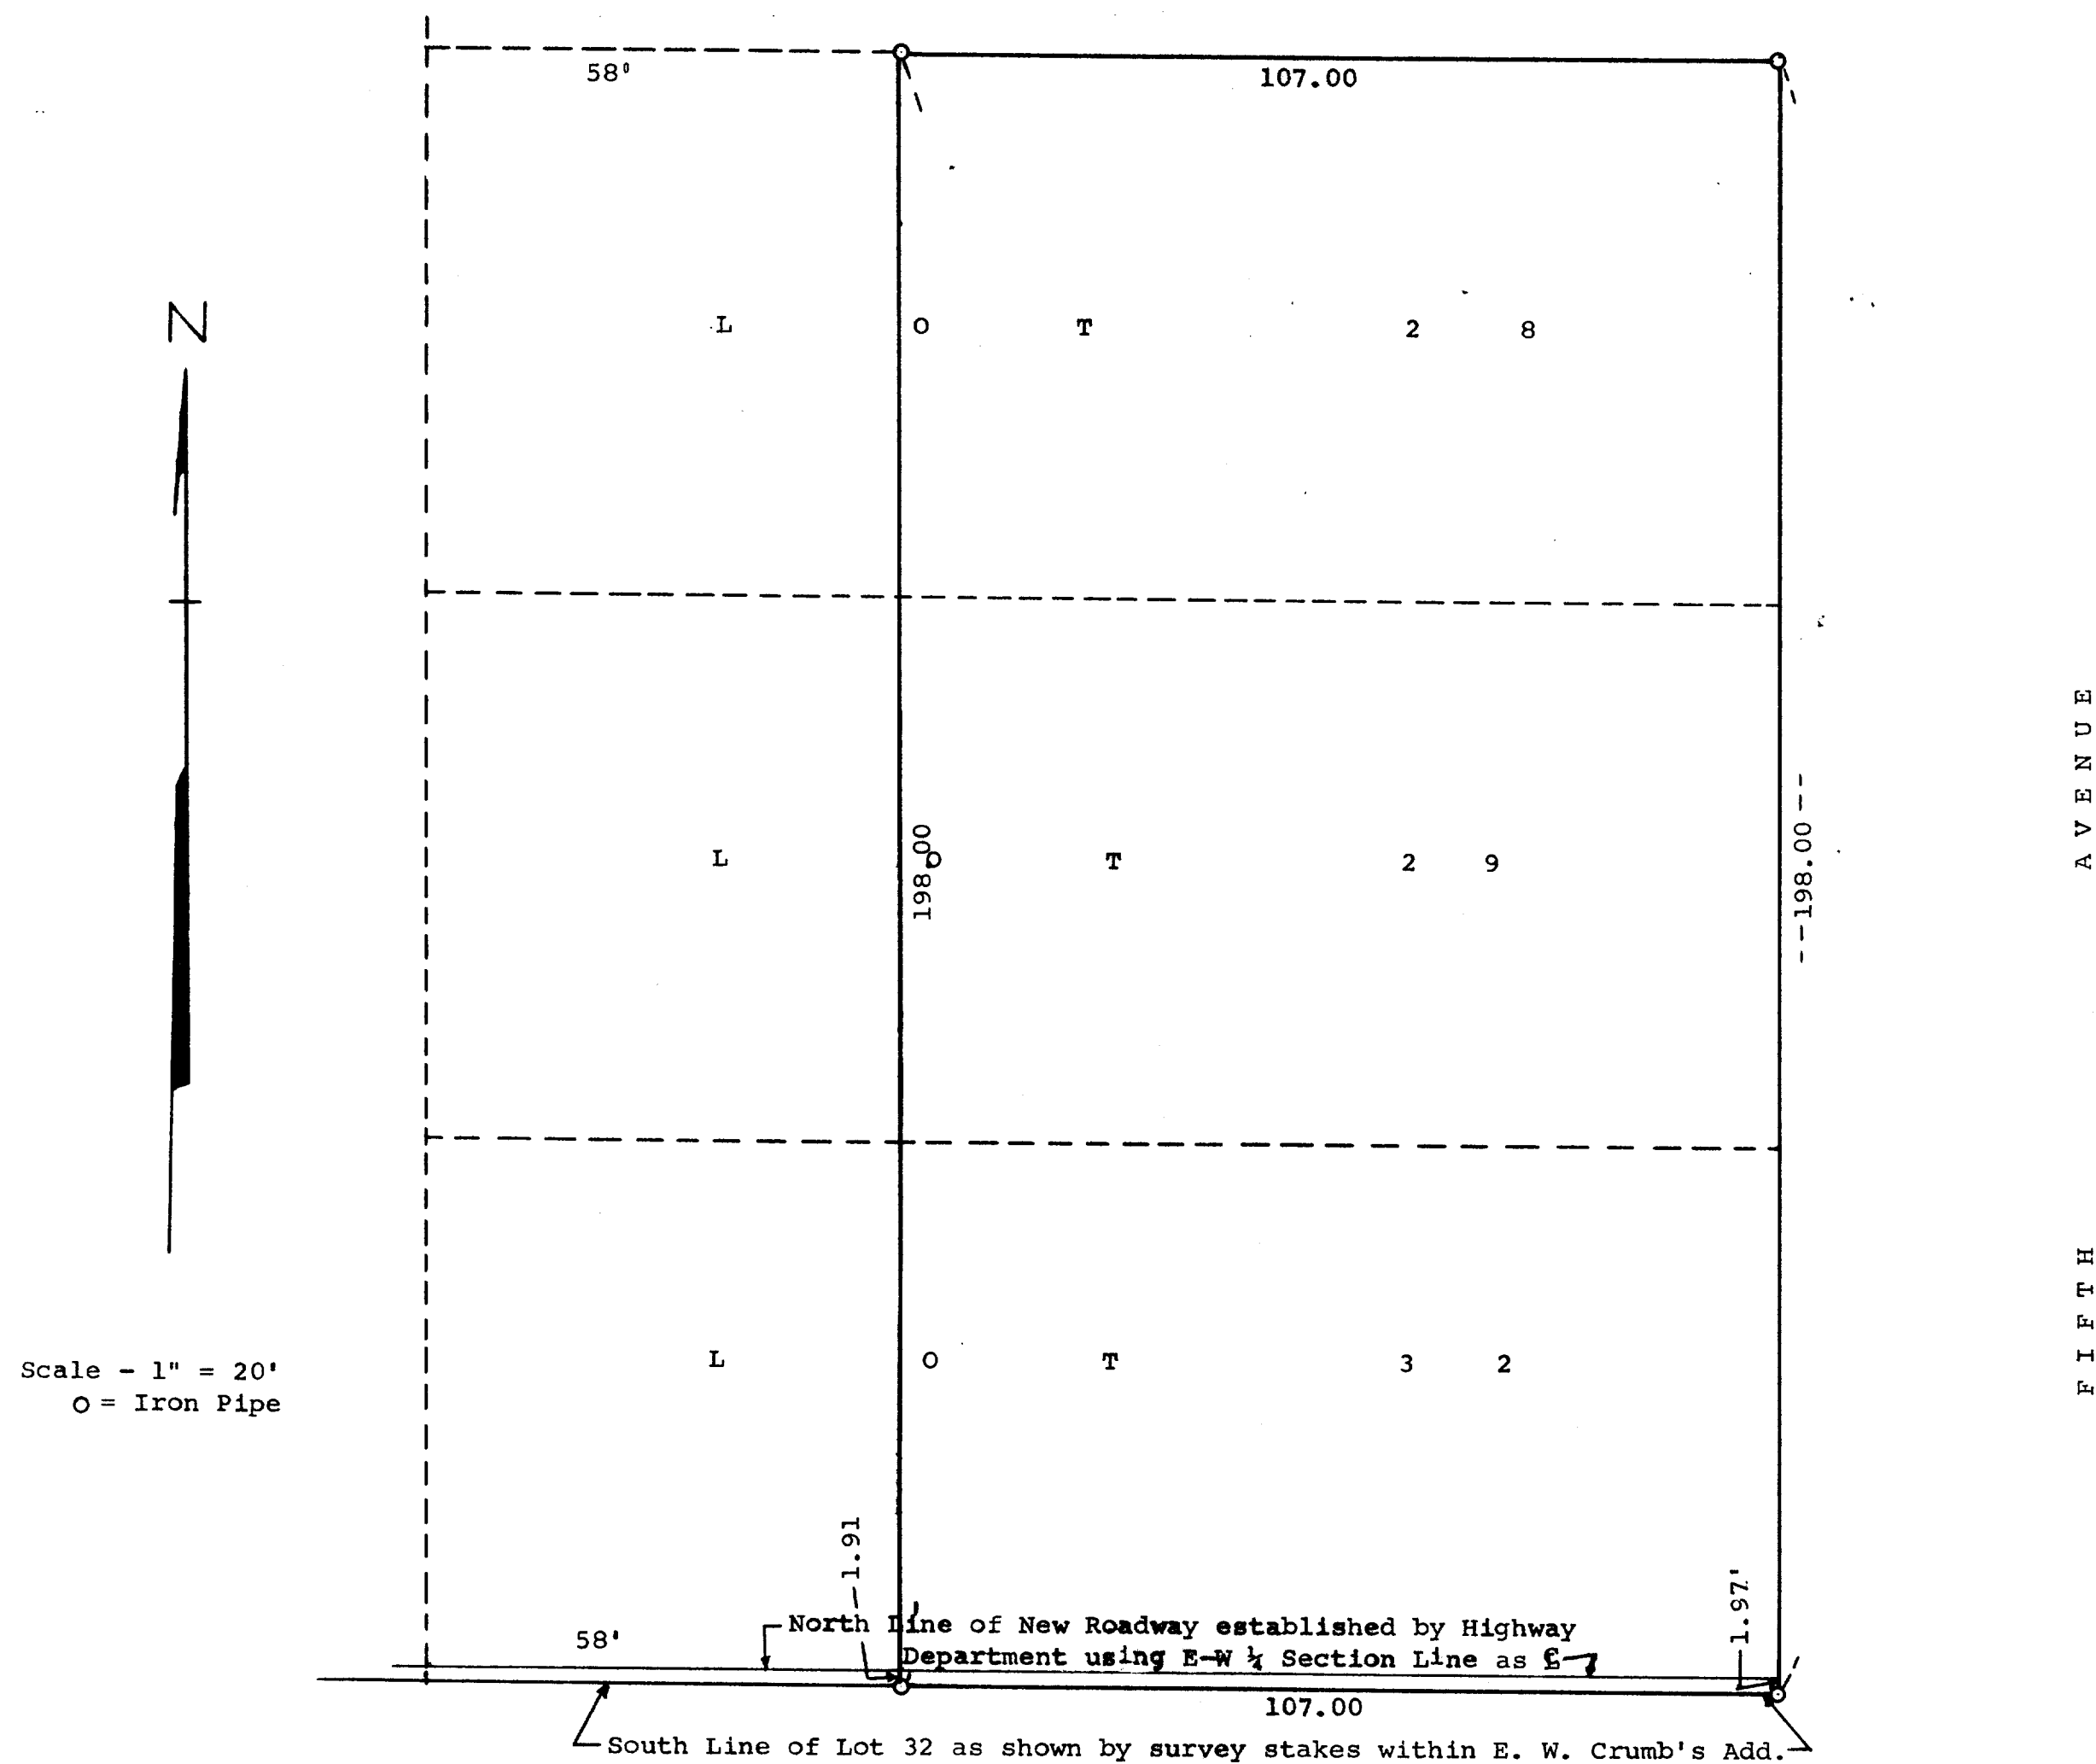 58'
107.00
N
L O T 2 8
AVENUE
L O T 2 9
198.00
--198.00--
FIFTH
L O T 3 2
Scale - 1" = 20'
O = Iron Pipe
1.91'
1.97'
North Line of New Roadway established by Highway
Department using E-W ¼ Section Line as ℄
58'
107.00
South Line of Lot 32 as shown by survey stakes within E. W. Crumb's Add.